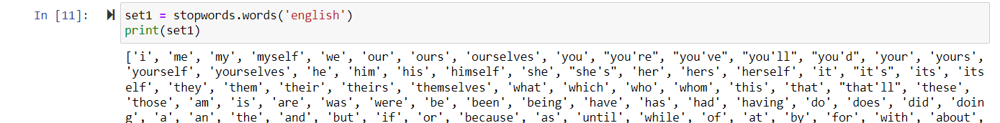 In [11]:
set1 = stopwords.words('english')
print(set1)
['i', 'me', 'my', 'myself', 'we', 'our', 'ours', 'ourselves', 'you', "you're", "you've", "you'll", "you'd", 'your', 'yours',
'yourself', 'yourselves', 'he', 'him', 'his', 'himself', 'she', "she's", 'her', 'hers', 'herself', 'it', "it's", 'its', 'its
elf', 'they', 'them', 'their', 'theirs', 'themselves', 'what', 'which', 'who', 'whom', 'this', 'that', "that'll", 'these',
'those', 'am', 'is', 'are', 'was', 'were', 'be', 'been', 'being', 'have', 'has', 'had', 'having', 'do', 'does', 'did', 'doin
g', 'a', 'an', 'the', 'and', 'but', 'if', 'or', 'because', 'as', 'until', 'while', 'of', 'at', 'by', 'for', 'with', 'about',